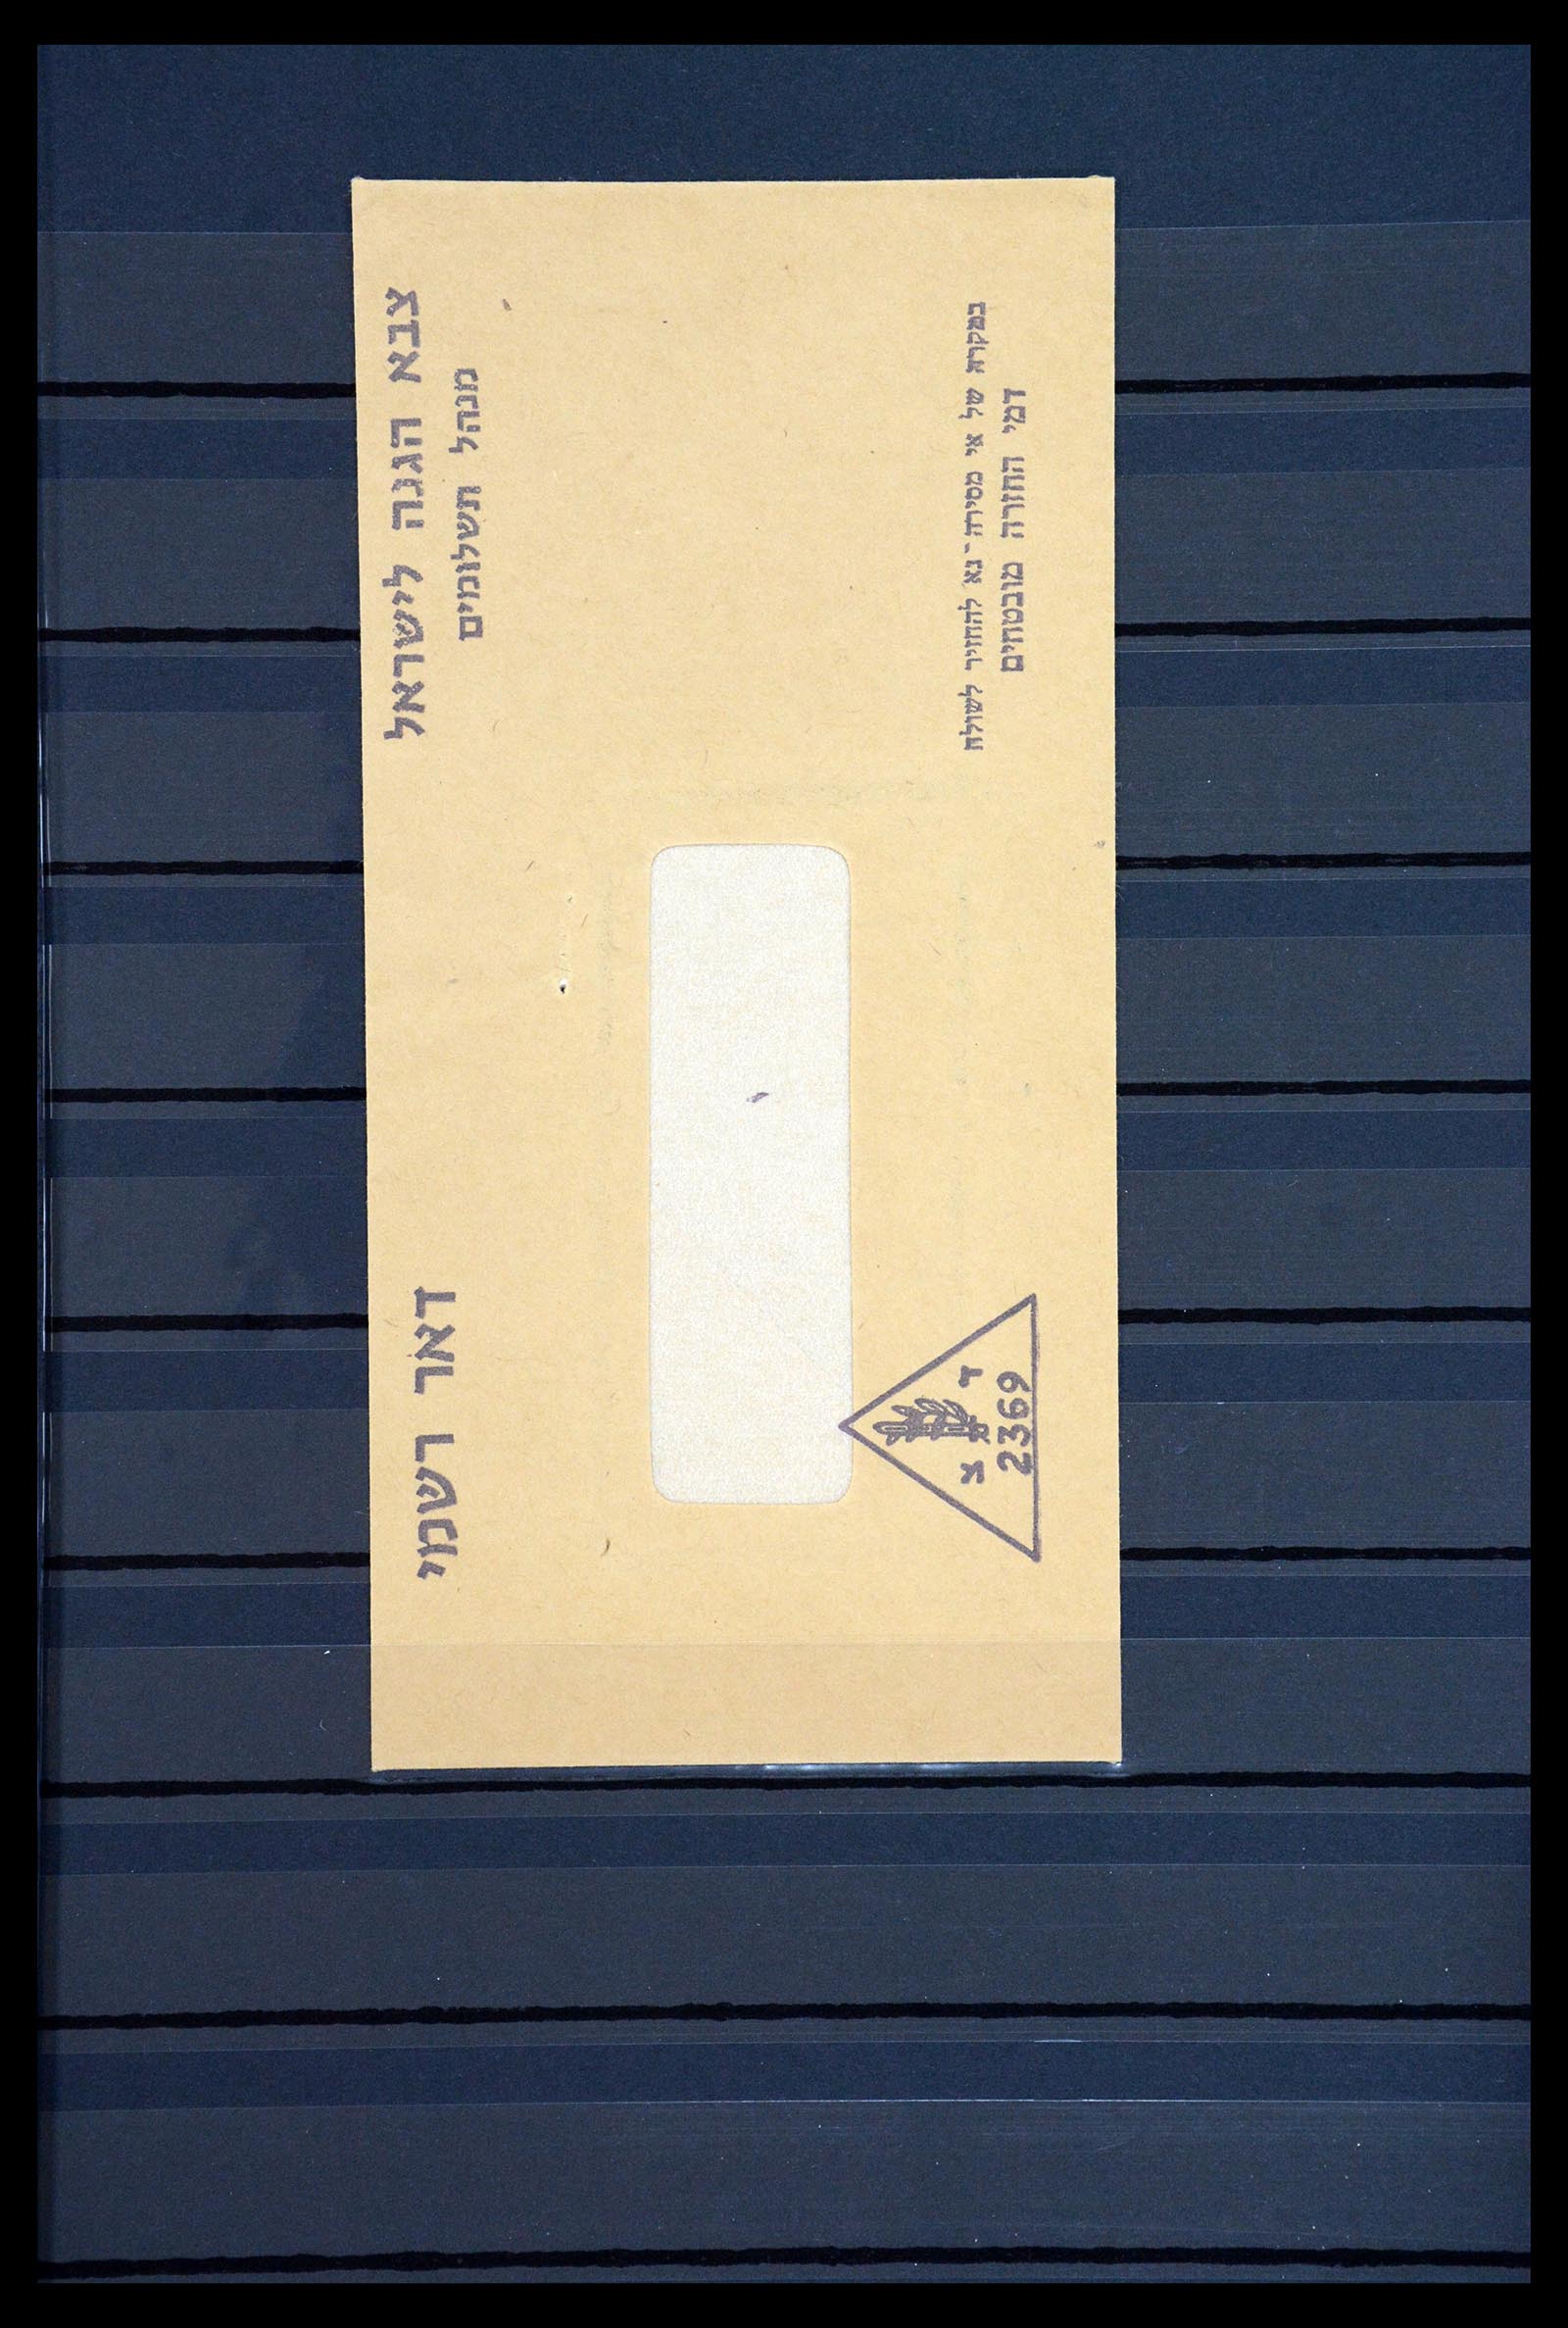 צבא הגנה לישראל
מנהל תשלומים
דאר רשמי
במקרה של אי מסירה - נא להחזיר לשולח
דמי החזרה מובטחים
ד צ
2369